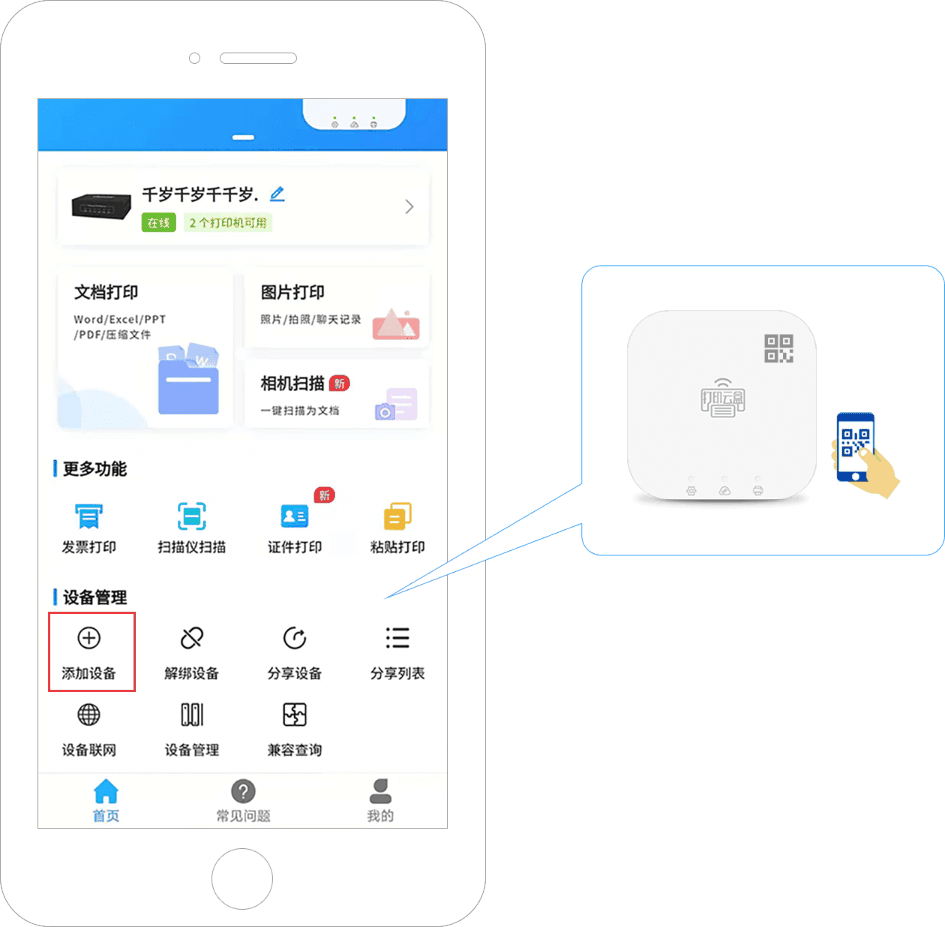 千岁千岁千千岁.
在线
2个打印机可用
文档打印
Word/Excel/PPT
/PDF/压缩文件
D W
图片打印
照片/拍照/聊天记录
相机扫描 新
一键扫描为文档
更多功能
新
发票打印 扫描仪扫描 证件打印 粘贴打印
设备管理
添加设备 解绑设备 分享设备 分享列表
设备联网 设备管理 兼容查询
首页 常见问题 我的
打印云盒